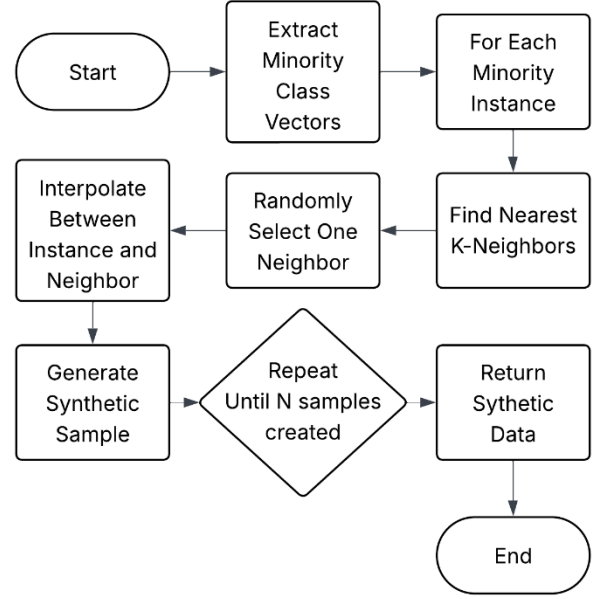 Start
Extract
Minority
Class
Vectors
For Each
Minority
Instance
Find Nearest
K-Neighbors
Randomly
Select One
Neighbor
Interpolate
Between
Instance and
Neighbor
Generate
Synthetic
Sample
Repeat
Until N samples
created
Return
Sythetic
Data
End